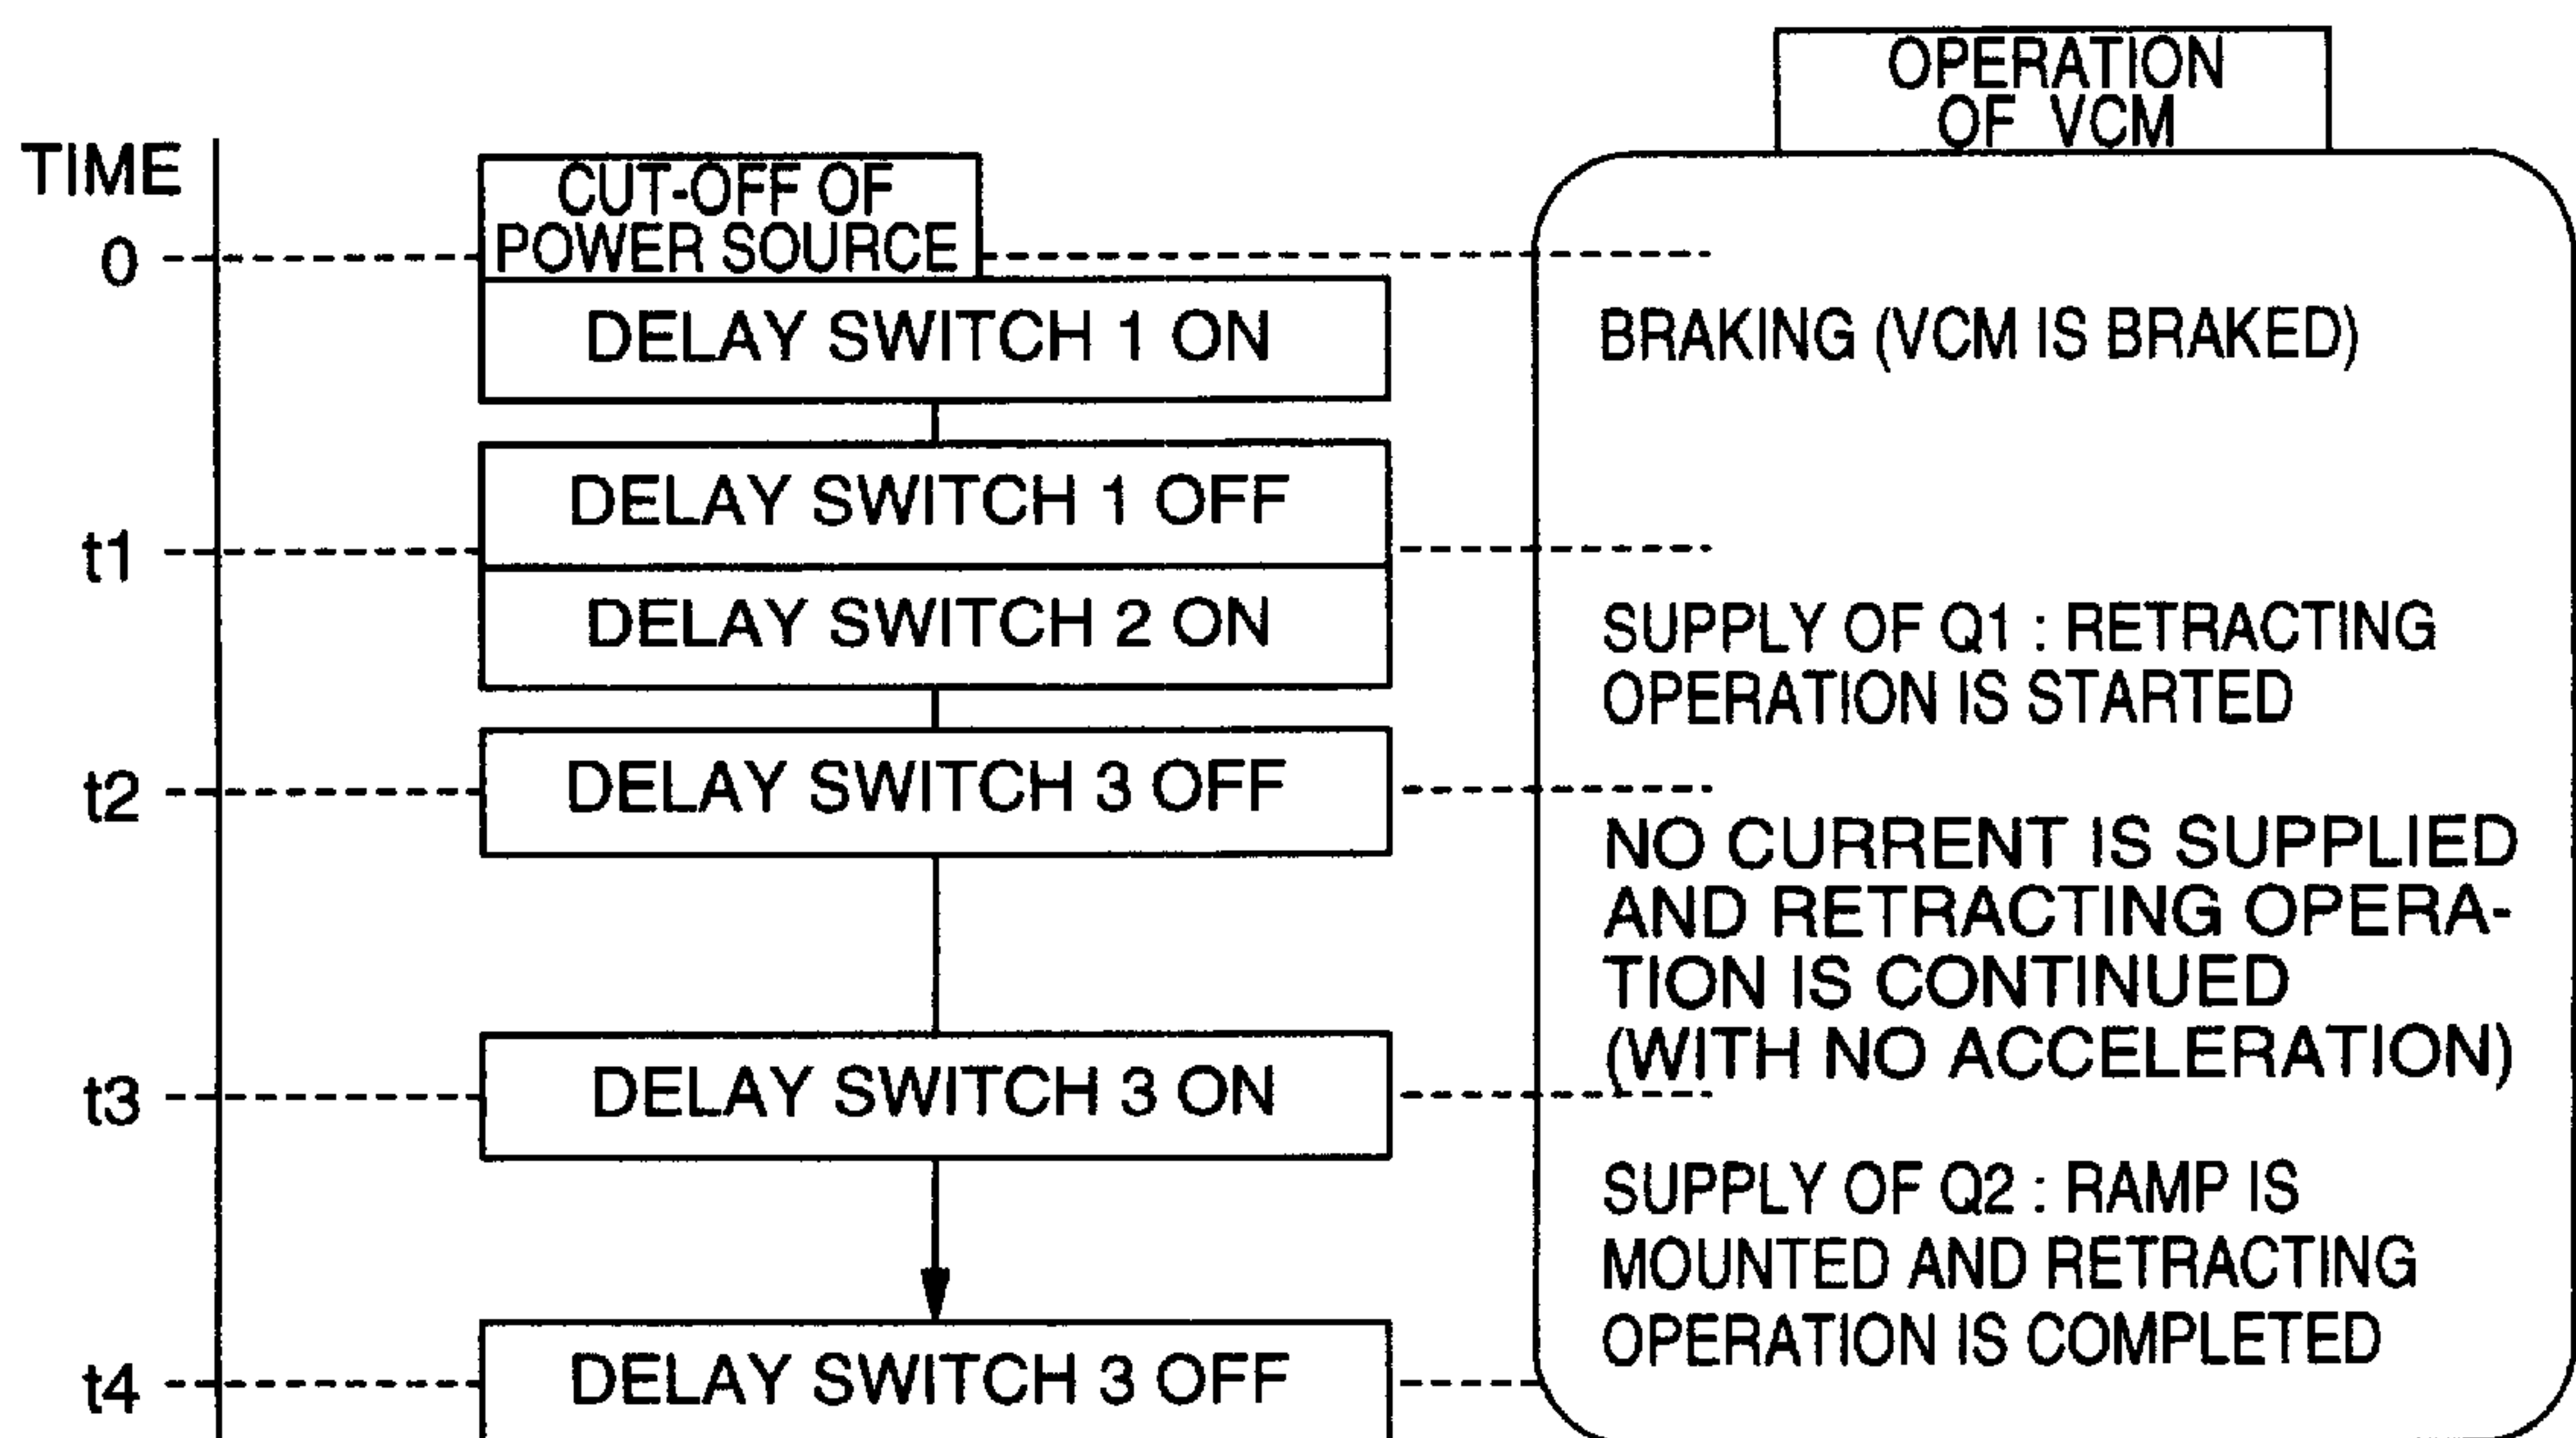 OPERATION
OF VCM
TIME
CUT-OFF OF
POWER SOURCE
0
DELAY SWITCH 1 ON
BRAKING (VCM IS BRAKED)
DELAY SWITCH 1 OFF
t1
DELAY SWITCH 2 ON
SUPPLY OF Q1 : RETRACTING
OPERATION IS STARTED
t2
DELAY SWITCH 3 OFF
NO CURRENT IS SUPPLIED
AND RETRACTING OPERA-
TION IS CONTINUED
(WITH NO ACCELERATION)
t3
DELAY SWITCH 3 ON
SUPPLY OF Q2 : RAMP IS
MOUNTED AND RETRACTING
OPERATION IS COMPLETED
t4
DELAY SWITCH 3 OFF